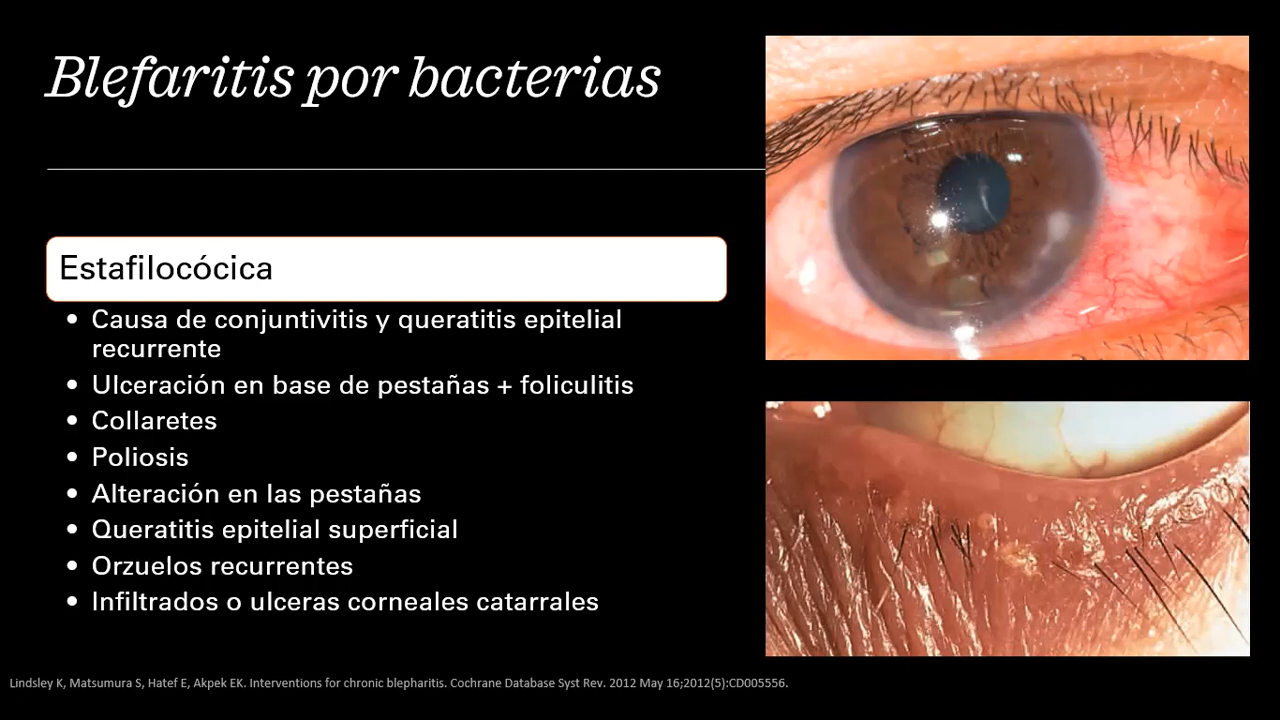 Blefaritis por bacterias
Estafilocócica
• Causa de conjuntivitis y queratitis epitelial
recurrente
• Ulceración en base de pestañas + foliculitis
• Collaretes
• Poliosis
• Alteración en las pestañas
• Queratitis epitelial superficial
• Orzuelos recurrentes
• Infiltrados o ulceras corneales catarrales
Lindsley K, Matsumura S, Hatef E, Akpek EK. Interventions for chronic blepharitis. Cochrane Database Syst Rev. 2012 May 16;2012(5):CD005556.